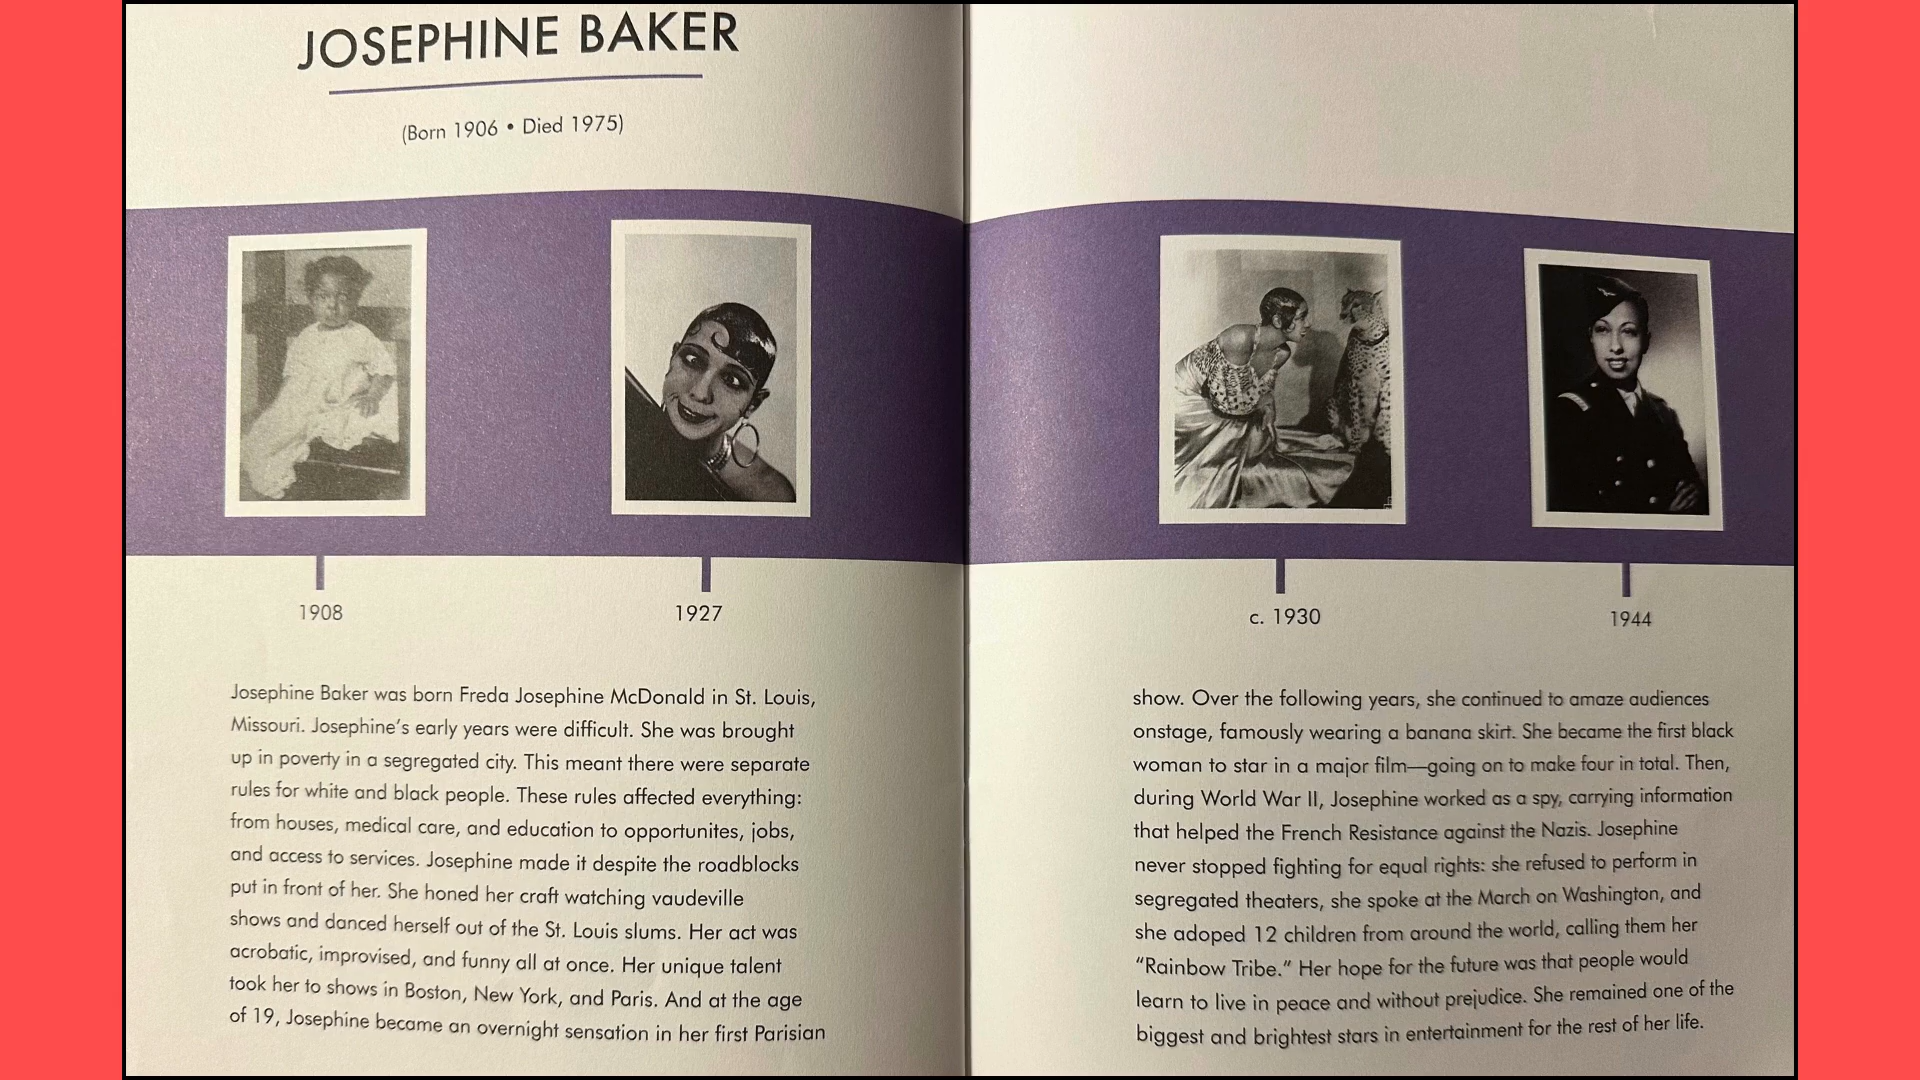 JOSEPHINE BAKER
(Born 1906 • Died 1975)
1908
1927
c. 1930
1944
Josephine Baker was born Freda Josephine McDonald in St. Louis,
Missouri. Josephine's early years were difficult. She was brought
up in poverty in a segregated city. This meant there were separate
rules for white and black people. These rules affected everything:
from houses, medical care, and education to opportunites, jobs,
and access to services. Josephine made it despite the roadblocks
put in front of her. She honed her craft watching vaudeville
shows and danced herself out of the St. Louis slums. Her act was
acrobatic, improvised, and funny all at once. Her unique talent
took her to shows in Boston, New York, and Paris. And at the age
of 19, Josephine became an overnight sensation in her first Parisian
show. Over the following years, she continued to amaze audiences
onstage, famously wearing a banana skirt. She became the first black
woman to star in a major film—going on to make four in total. Then,
during World War II, Josephine worked as a spy, carrying information
that helped the French Resistance against the Nazis. Josephine
never stopped fighting for equal rights: she refused to perform in
segregated theaters, she spoke at the March on Washington, and
she adoped 12 children from around the world, calling them her
"Rainbow Tribe." Her hope for the future was that people would
learn to live in peace and without prejudice. She remained one of the
biggest and brightest stars in entertainment for the rest of her life.